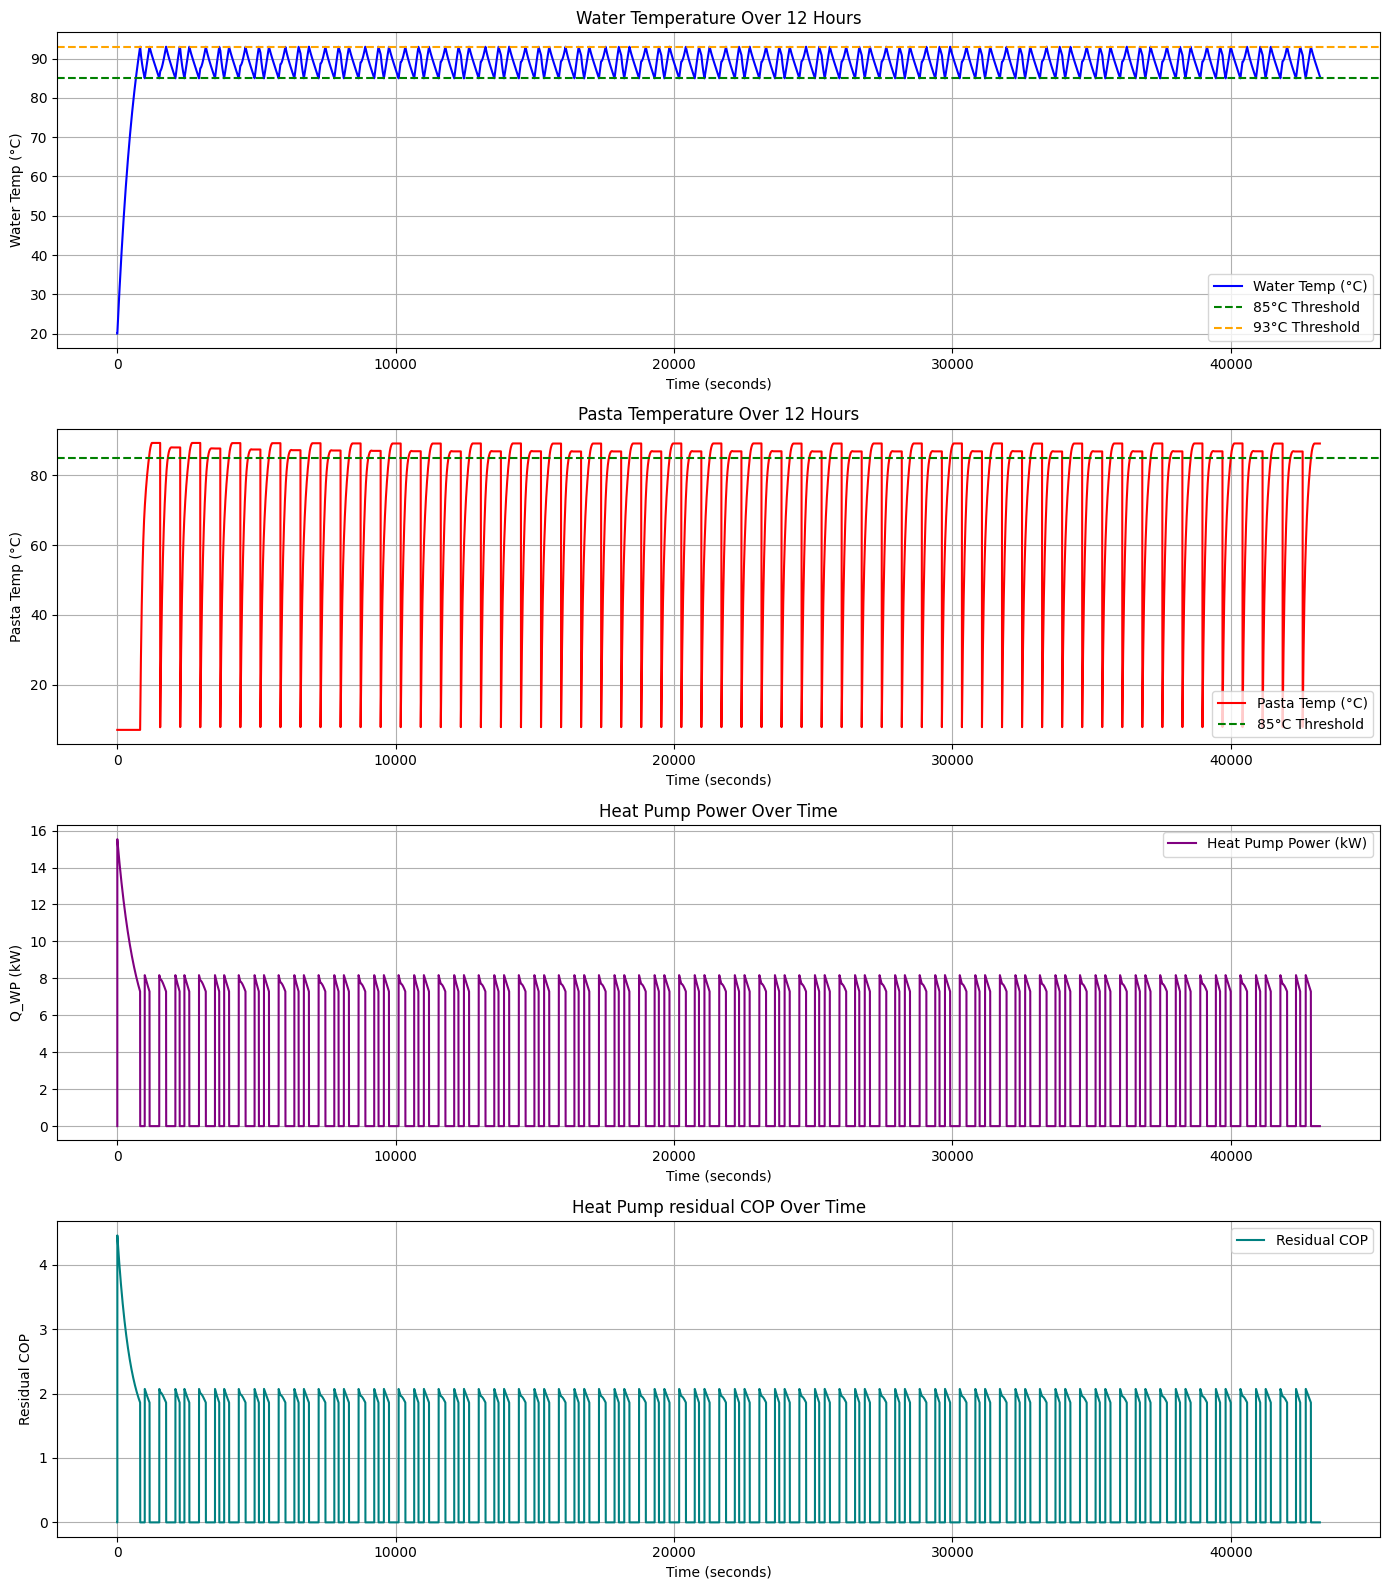 Water Temperature Over 12 Hours
Water Temp (°C)
90
80
70
60
50
40
30
20
Water Temp (°C)
85°C Threshold
93°C Threshold
0 10000 20000 30000 40000
Time (seconds)
Pasta Temperature Over 12 Hours
Pasta Temp (°C)
80
60
40
20
Pasta Temp (°C)
85°C Threshold
0 10000 20000 30000 40000
Time (seconds)
Heat Pump Power Over Time
Q_WP (kW)
16
14
12
10
8
6
4
2
0
Heat Pump Power (kW)
0 10000 20000 30000 40000
Time (seconds)
Heat Pump residual COP Over Time
Residual COP
4
3
2
1
0
Residual COP
0 10000 20000 30000 40000
Time (seconds)